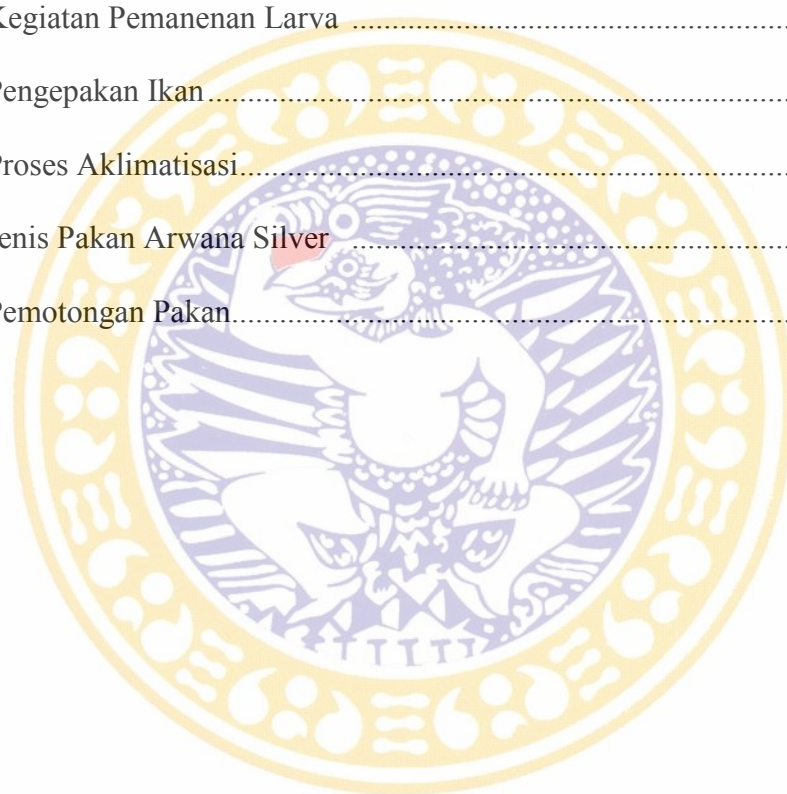 Kegiatan Pemanenan Larva ............................................................
Pengepakan Ikan............................................................................
Proses Aklimatisasi........................................................................
enis Pakan Arwana Silver ............................................................
Pemotongan Pakan.........................................................................